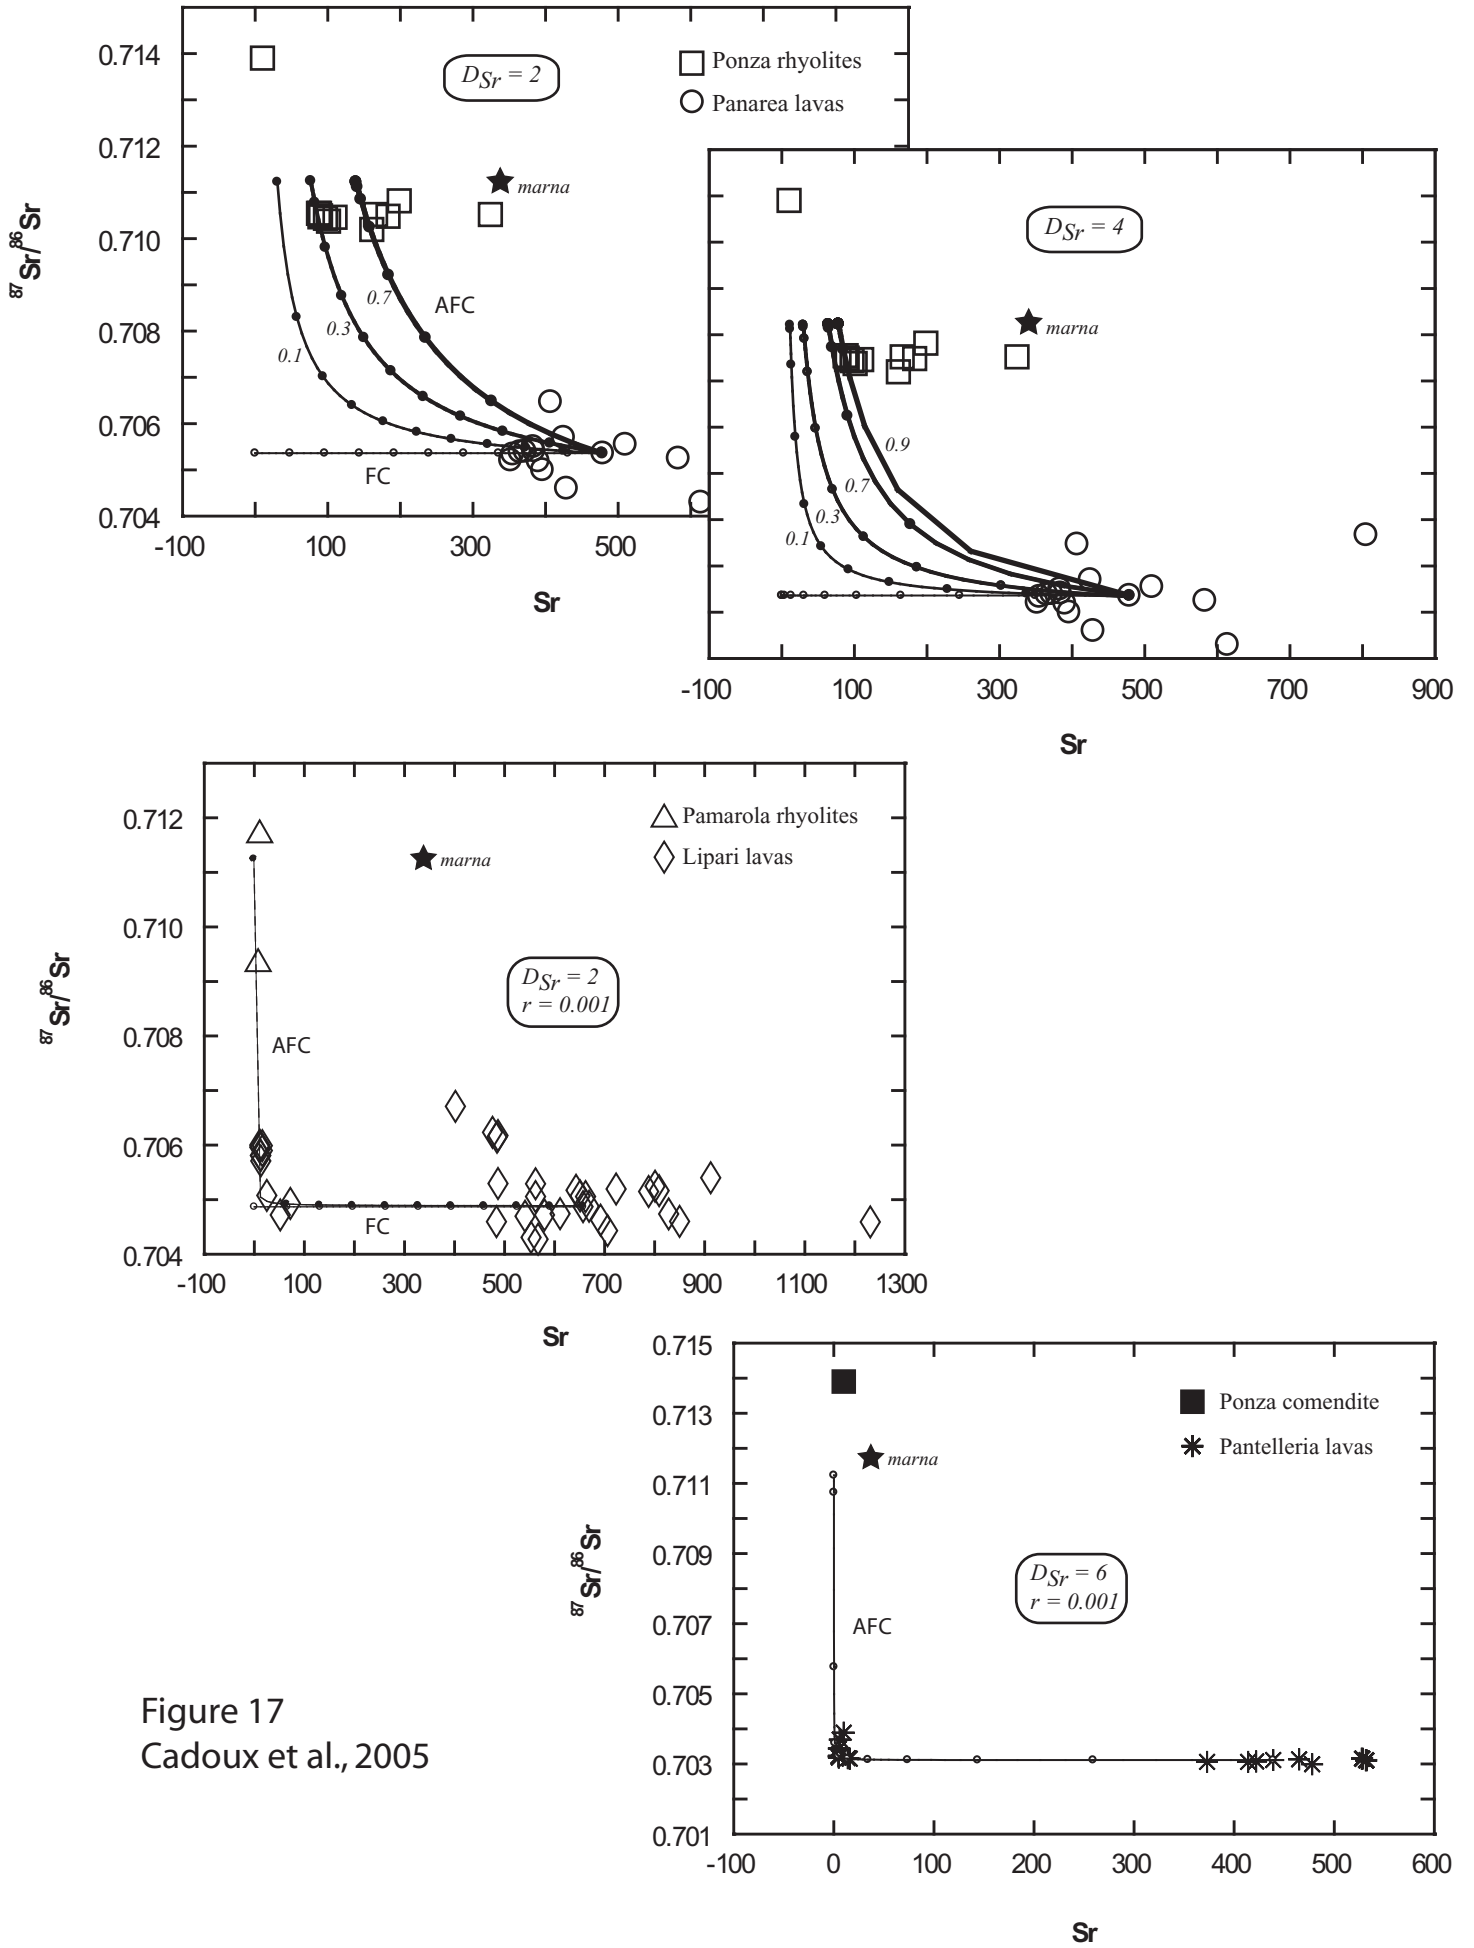 0.714
0.712
0.710
0.708
0.706
0.704
87Sr/86Sr
DSr = 2
Ponza rhyolites
Panarea lavas
marna
0.7
AFC
0.3
0.1
FC
-100 100 300 500
Sr
DSr = 4
marna
0.9
0.7
0.3
0.1
-100 100 300 500 700 900
Sr
0.712
0.710
0.708
0.706
0.704
87Sr/86Sr
Pamarola rhyolites
Lipari lavas
marna
DSr = 2
r = 0.001
AFC
FC
-100 100 300 500 700 900 1100 1300
Sr
0.715
0.713
0.711
0.709
0.707
0.705
0.703
0.701
87Sr/86Sr
Ponza comendite
Pantelleria lavas
marna
DSr = 6
r = 0.001
AFC
-100 0 100 200 300 400 500 600
Sr
Figure 17
Cadoux et al., 2005